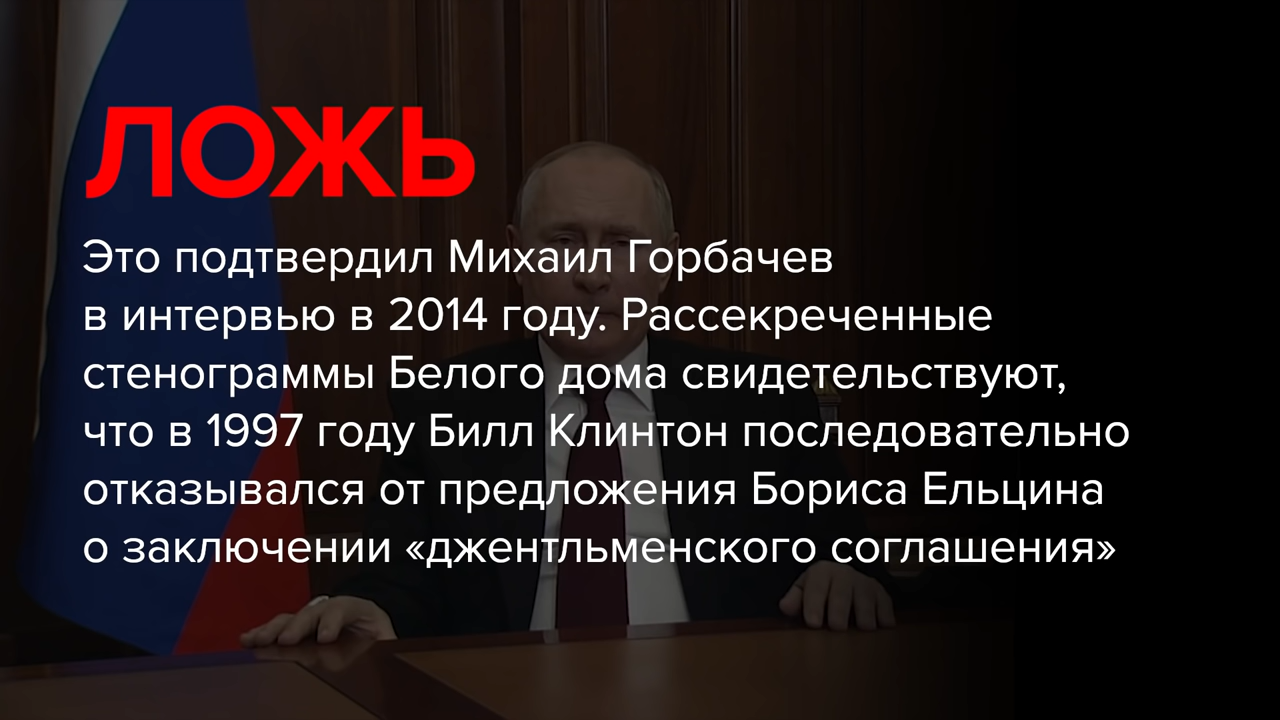 ЛОЖЬ
Это подтвердил Михаил Горбачев
в интервью в 2014 году. Рассекреченные
стенограммы Белого дома свидетельствуют,
что в 1997 году Билл Клинтон последовательно
отказывался от предложения Бориса Ельцина
о заключении «джентльменского соглашения»